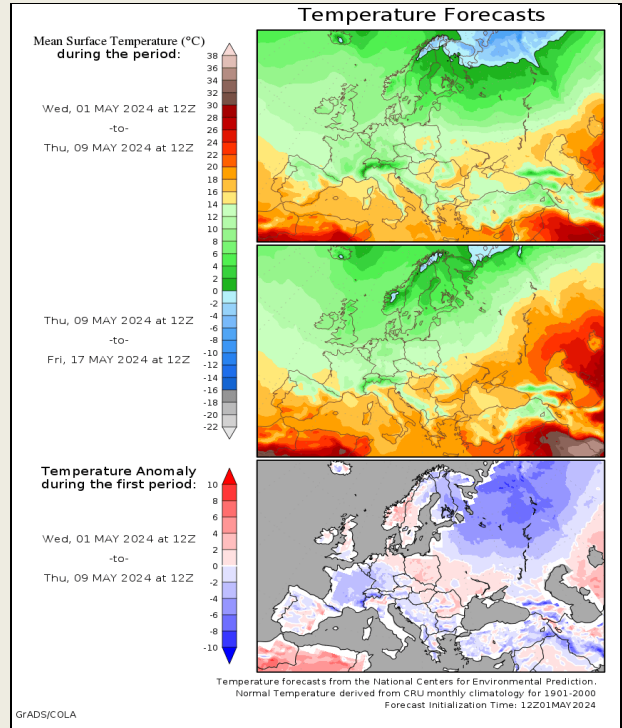 Temperature Forecasts
Mean Surface Temperature (°C)
during the period:
Wed, 01 MAY 2024 at 12Z
-to-
Thu, 09 MAY 2024 at 12Z
38
36
34
32
30
28
26
24
22
20
18
16
14
12
10
8
6
4
2
0
-2
-4
-6
-8
-10
-12
-14
-16
-18
-20
-22
Thu, 09 MAY 2024 at 12Z
-to-
Fri, 17 MAY 2024 at 12Z
Temperature Anomaly
during the first period:
Wed, 01 MAY 2024 at 12Z
-to-
Thu, 09 MAY 2024 at 12Z
10
8
6
4
2
0
-2
-4
-6
-8
-10
Temperature forecasts from the National Centers for Environmental Prediction.
Normal Temperature derived from CRU monthly climatology for 1901-2000
Forecast Initialization Time: 12Z01MAY2024
GrADS/COLA